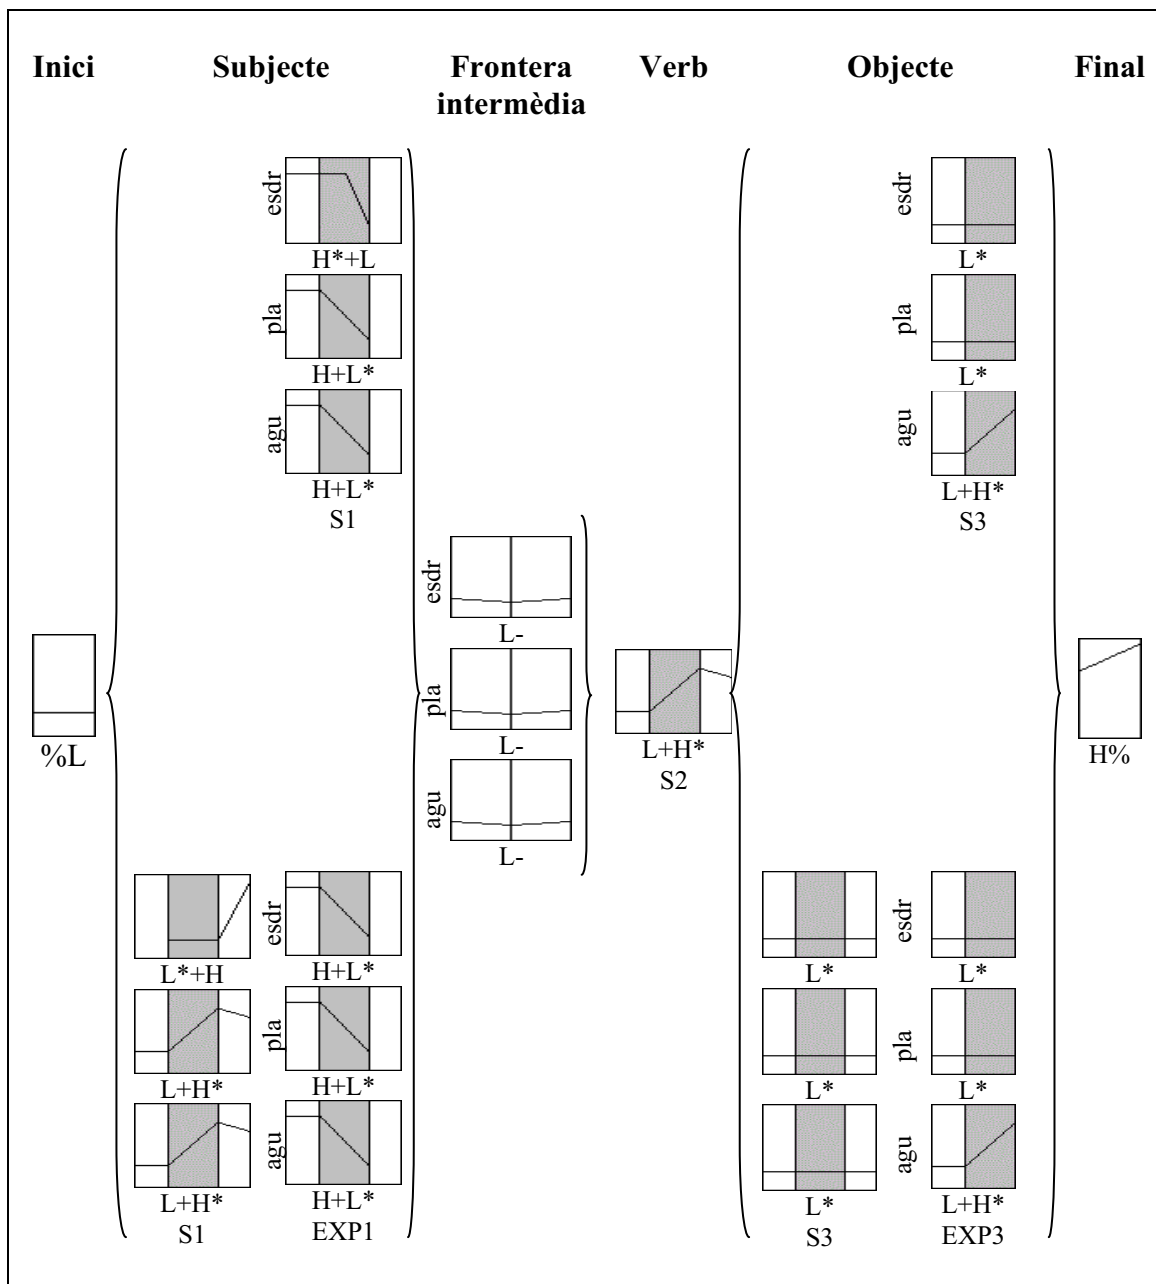 Inici Subjecte Frontera intermèdia Verb Objecte Final
esdr
H*+L
pla
H+L*
agu
H+L*
S1
esdr
L*
pla
L*
agu
L+H*
S3
esdr
L-
pla
L-
agu
L-
%L
L+H*
S2
H%
L*+H
esdr
H+L*
L+H*
pla
H+L*
L+H*
agu
H+L*
S1
EXP1
L*
esdr
L*
L*
pla
L*
L*
agu
L+H*
S3
EXP3